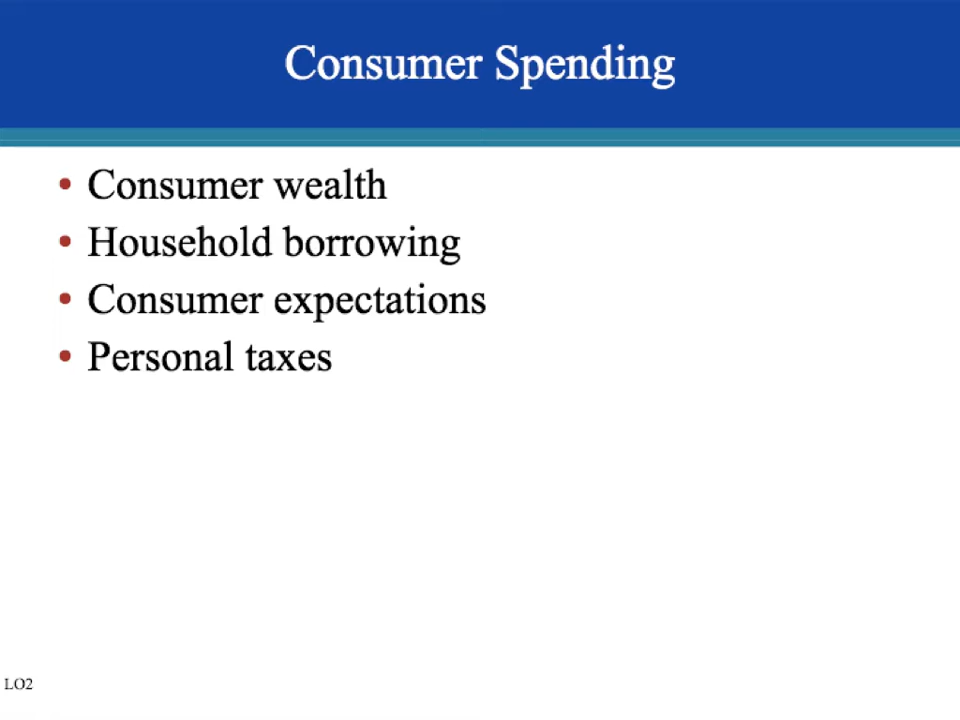 Consumer Spending
• Consumer wealth
• Household borrowing
• Consumer expectations
• Personal taxes
LO2